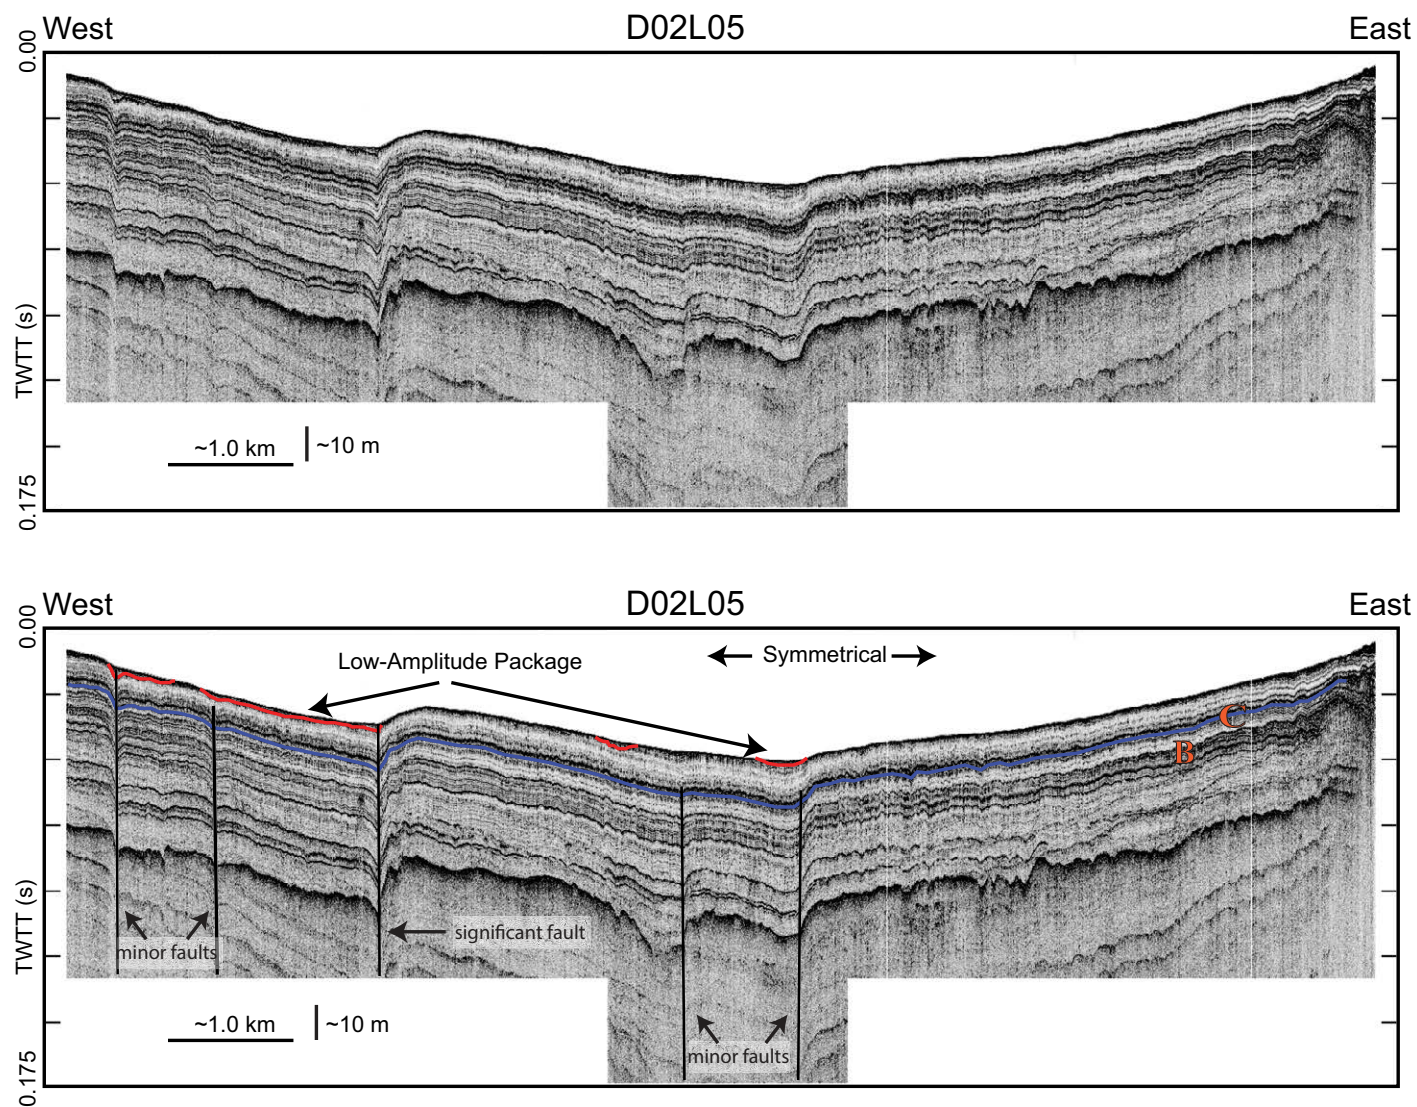 West D02L05 East
0.00
TWTT (s)
~1.0 km ~10 m
0.175
West D02L05 East
0.00
Low-Amplitude Package
Symmetrical
C
B
TWTT (s)
significant fault
minor faults
~1.0 km ~10 m
minor faults
0.175